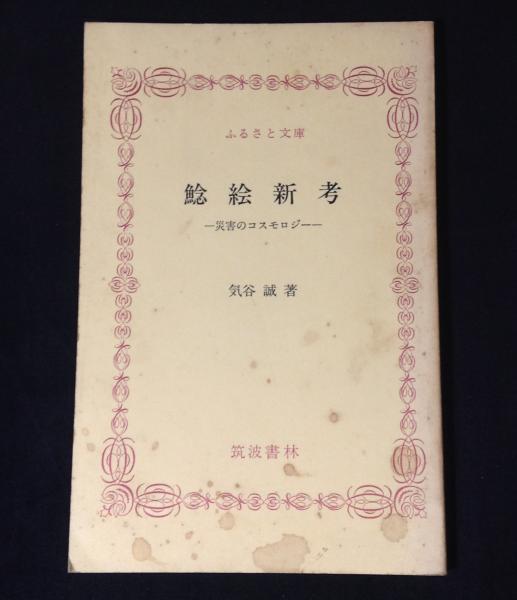 ふるさと文庫
鯰絵新考
―災害のコスモロジー―
気谷 誠 著
筑波書林